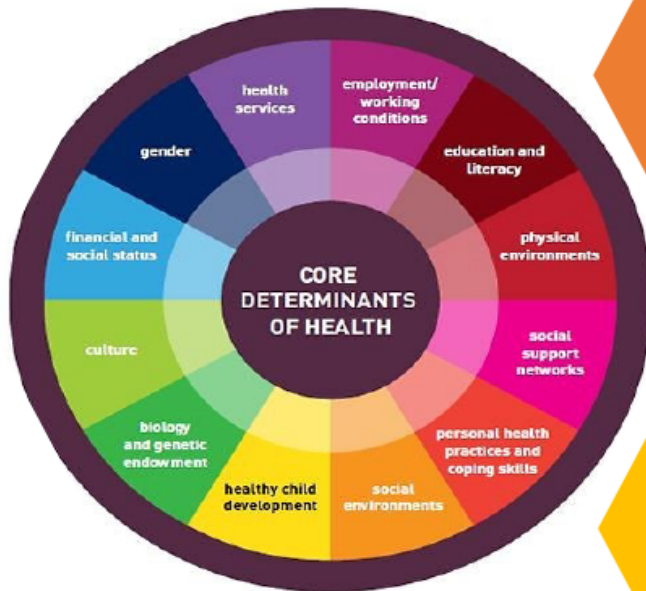 CORE
DETERMINANTS
OF HEALTH
health
services
employment/
working
conditions
education and
literacy
physical
environments
social
support
networks
personal health
practices and
coping skills
social
environments
healthy child
development
biology
and genetic
endowment
culture
financial and
social status
gender